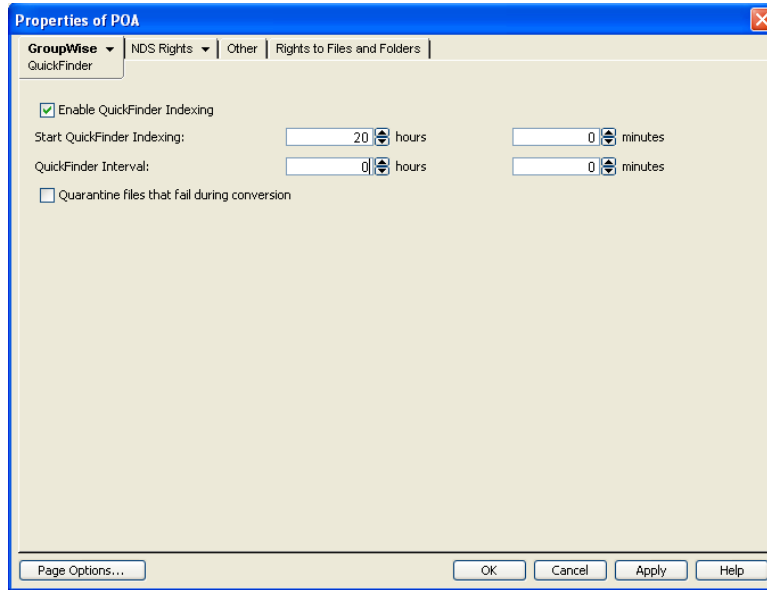 Properties of POA
GroupWise NDS Rights Other Rights to Files and Folders
QuickFinder
Enable QuickFinder Indexing
Start QuickFinder Indexing: 20 hours 0 minutes
QuickFinder Interval: 0 hours 0 minutes
Quarantine files that fail during conversion
Page Options... OK Cancel Apply Help